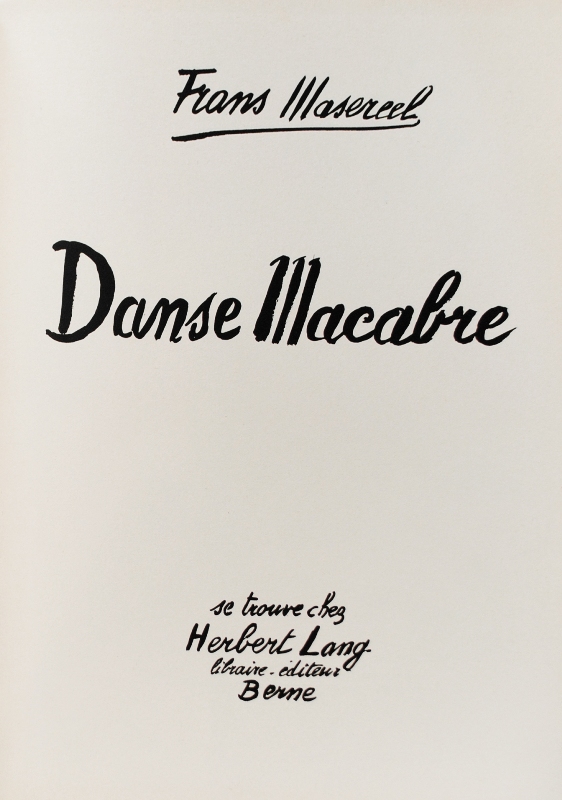 Frans Masereel
Danse Macabre
se trouve chez
Herbert Lang
libraire-éditeur
Berne